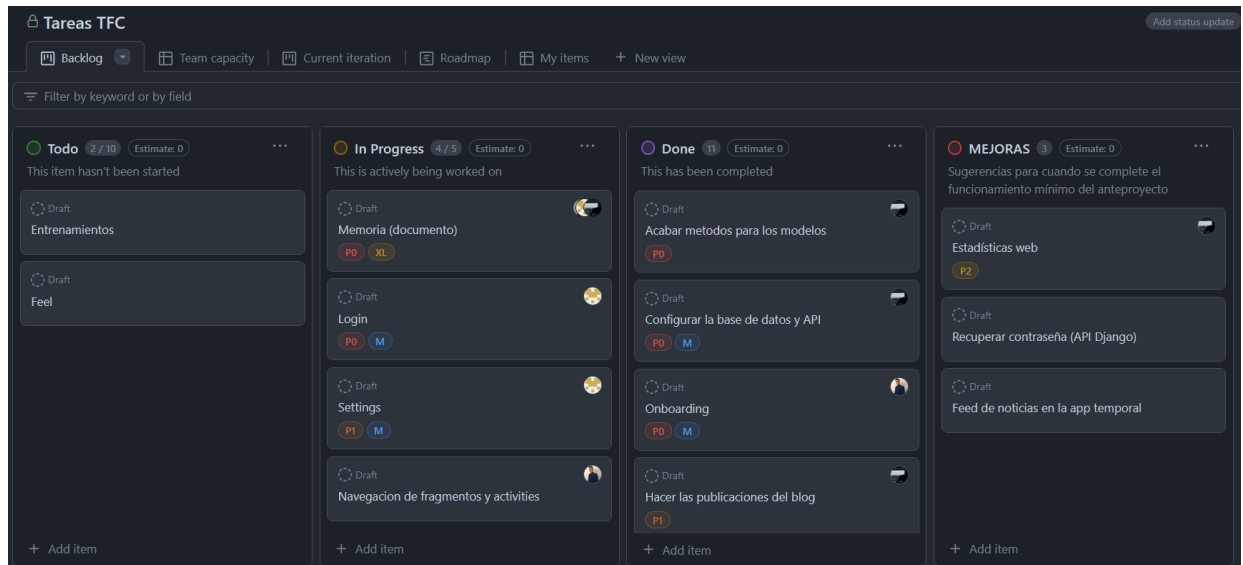 Tareas TFC
Add status update
Backlog
Team capacity
Current iteration
Roadmap
My items
+ New view
Filter by keyword or by field
Todo 2 / 10 Estimate: 0
This item hasn't been started
Draft
Entrenamientos
Draft
Feel
+ Add item
In Progress 4 / 5 Estimate: 0
This is actively being worked on
Draft
Memoria (documento)
P0 XL
Draft
Login
P0 M
Draft
Settings
P1 M
Draft
Navegacion de fragmentos y activities
+ Add item
Done 11 Estimate: 0
This has been completed
Draft
Acabar metodos para los modelos
P0
Draft
Configurar la base de datos y API
P0 M
Draft
Onboarding
P0 M
Draft
Hacer las publicaciones del blog
P1
+ Add item
MEJORAS 3 Estimate: 0
Sugerencias para cuando se complete el
funcionamiento mínimo del anteproyecto
Draft
Estadísticas web
P2
Draft
Recuperar contraseña (API Django)
Draft
Feed de noticias en la app temporal
+ Add item